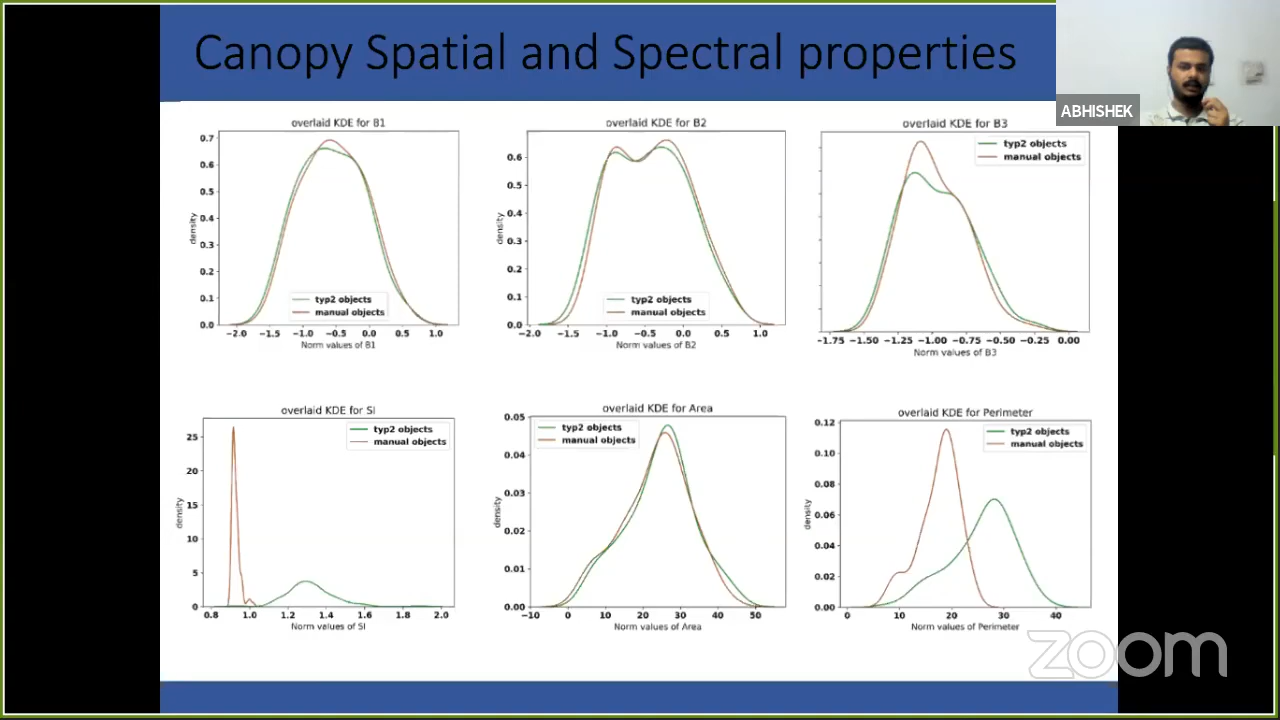 Canopy Spatial and Spectral properties
ABHISHEK
overlaid KDE for B1
0.7
0.6
0.5
0.4
0.3
0.2
0.1
0.0
density
typ2 objects
manual objects
−2.0 −1.5 −1.0 −0.5 0.0 0.5 1.0
Norm values of B1
overlaid KDE for B2
0.6
0.5
0.4
0.3
0.2
0.1
0.0
density
typ2 objects
manual objects
−2.0 −1.5 −1.0 −0.5 0.0 0.5 1.0
Norm values of B2
overlaid KDE for B3
typ2 objects
manual objects
−1.75 −1.50 −1.25 −1.00 −0.75 −0.50 −0.25 0.00
Norm values of B3
overlaid KDE for SI
typ2 objects
manual objects
25
20
15
10
5
0
density
0.8 1.0 1.2 1.4 1.6 1.8 2.0
Norm values of SI
overlaid KDE for Area
typ2 objects
manual objects
0.05
0.04
0.03
0.02
0.01
0.00
density
−10 0 10 20 30 40 50
Norm values of Area
overlaid KDE for Perimeter
typ2 objects
manual objects
0.12
0.10
0.08
0.06
0.04
0.02
0.00
density
0 10 20 30 40
Norm values of Perimeter
zoom